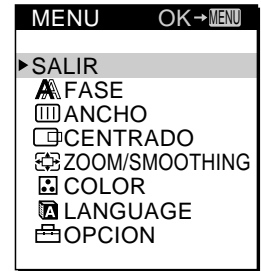 MENU OK→MENU
►SALIR
FASE
ANCHO
CENTRADO
ZOOM/SMOOTHING
COLOR
LANGUAGE
OPCION